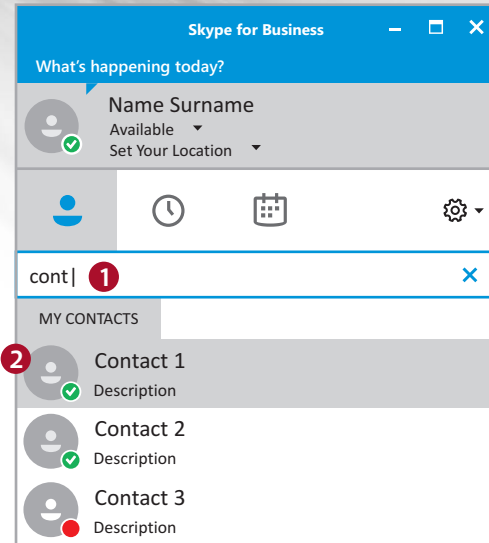 Skype for Business
What's happening today?
Name Surname
Available
Set Your Location
cont| 1
MY CONTACTS
2
Contact 1
Description
Contact 2
Description
Contact 3
Description